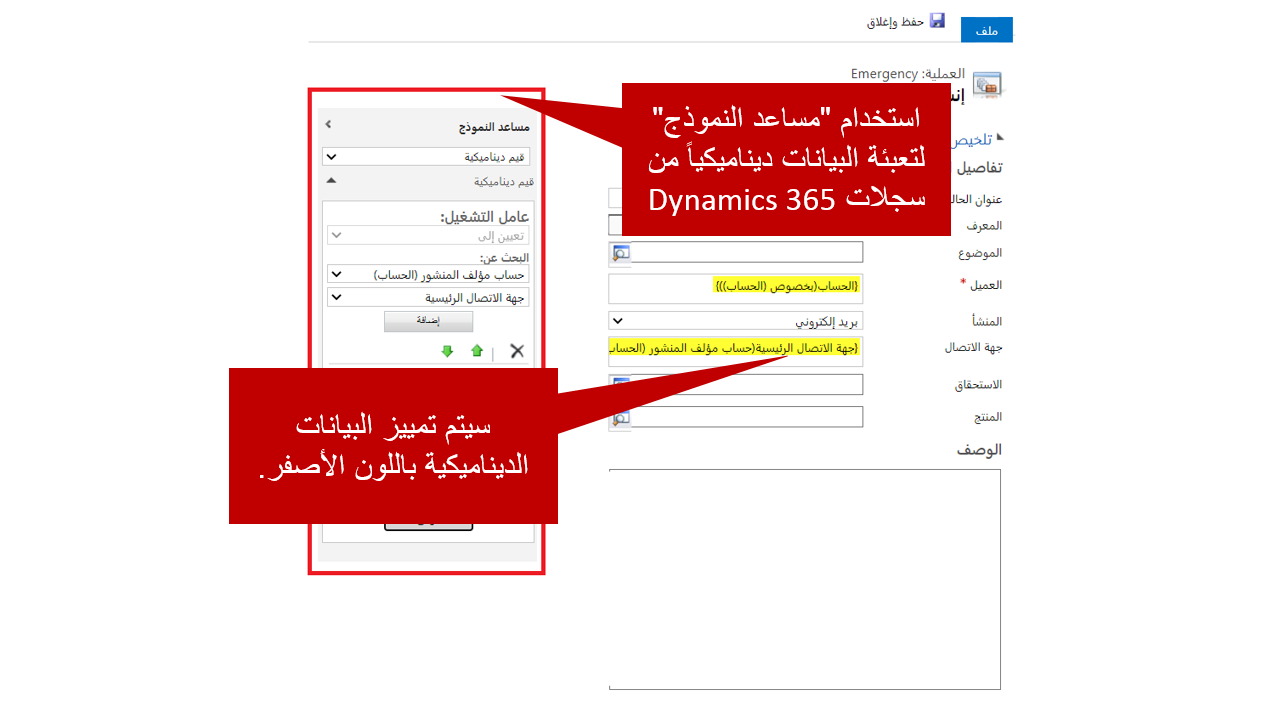 ملف
حفظ وإغلاق
العملية: Emergency
استخدام "مساعد النموذج"
لتعبئة البيانات ديناميكياً من
سجلات Dynamics 365
تلخيص
تفاصيل
عنوان
المعرف
الموضوع
العميل *
{الحساب(بخصوص (الحساب))}
المنشأ
بريد إلكتروني
جهة الاتصال
{جهة الاتصال الرئيسية(حساب مؤلف المنشور (الحساب
الاستحقاق
المنتج
الوصف
مساعد النموذج
قيم ديناميكية
قيم ديناميكية
عامل التشغيل:
تعيين إلى
البحث عن:
حساب مؤلف المنشور (الحساب)
جهة الاتصال الرئيسية
إضافة
سيتم تمييز البيانات
الديناميكية باللون الأصفر.